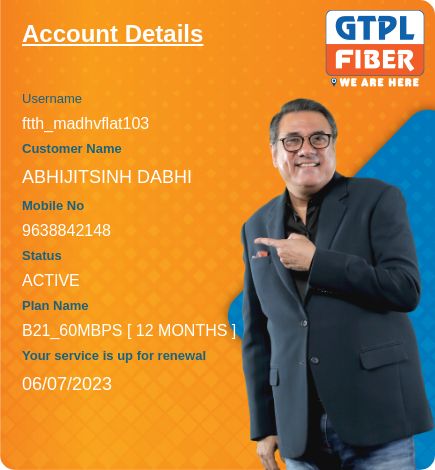 Account Details
GTPL
FIBER
WE ARE HERE
Username
ftth_madhvflat103
Customer Name
ABHIJITSINH DABHI
Mobile No
9638842148
Status
ACTIVE
Plan Name
B21_60MBPS [ 12 MONTHS ]
Your service is up for renewal
06/07/2023